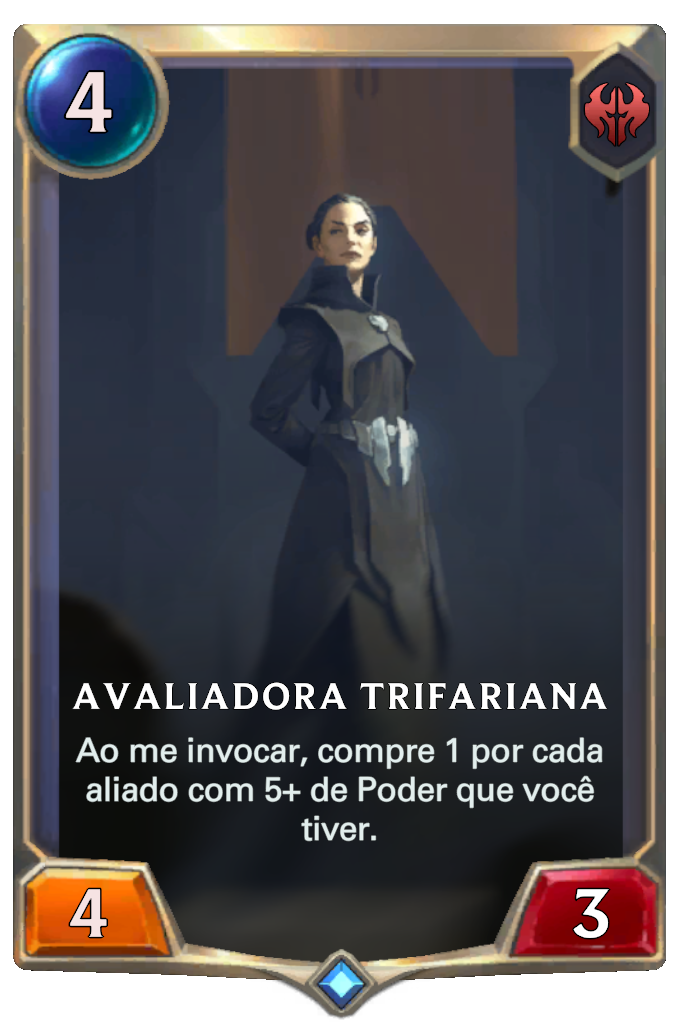 4
AVALIADORA TRIFARIANA
Ao me invocar, compre 1 por cada
aliado com 5+ de Poder que você
tiver.
4
3